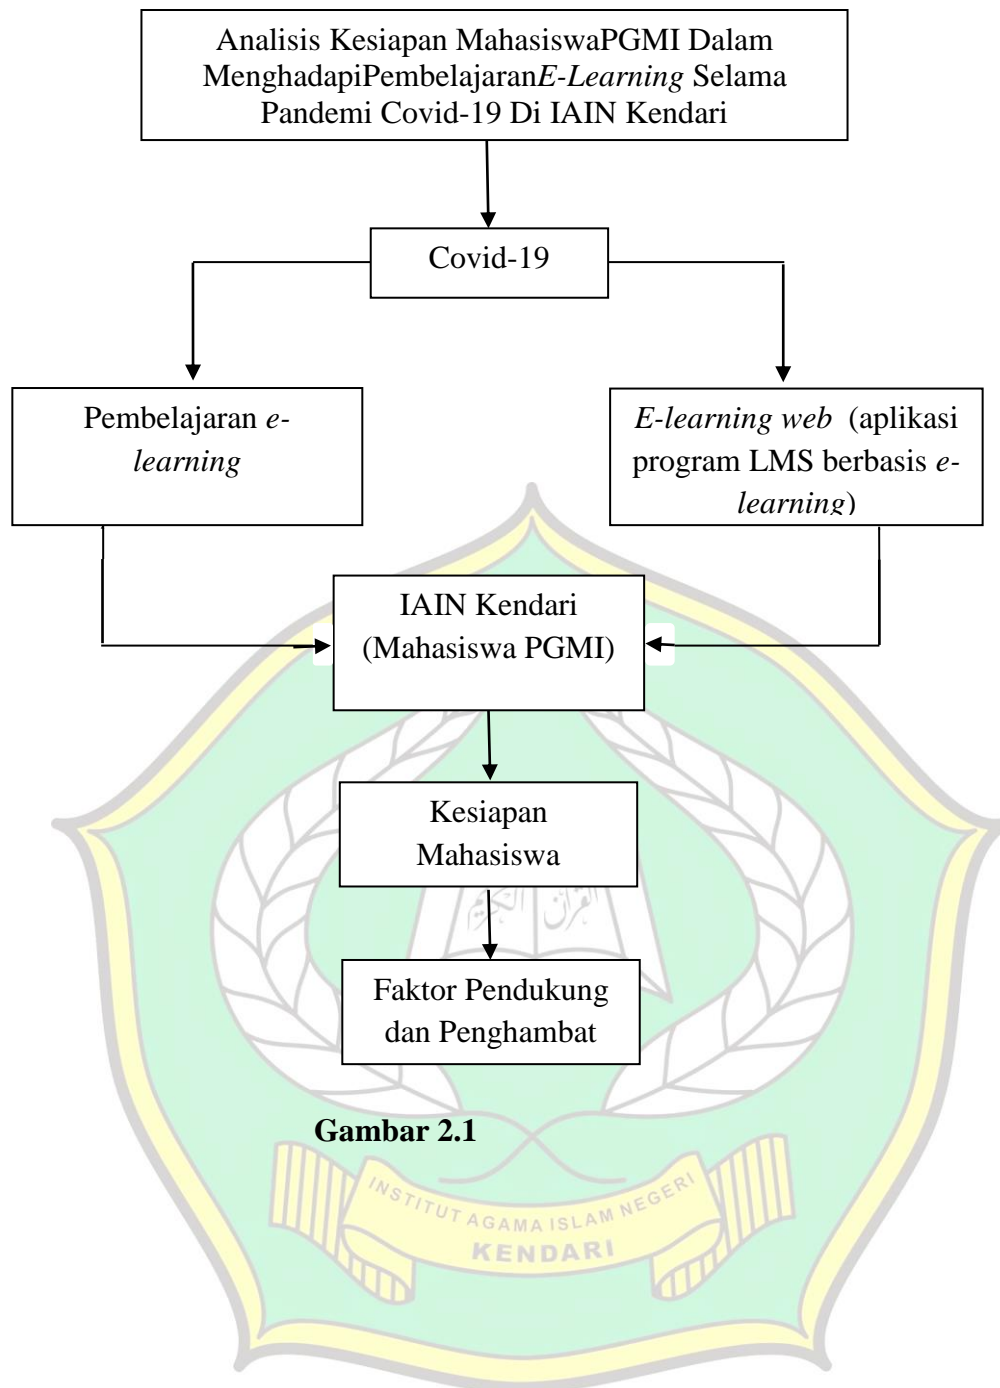 Analisis Kesiapan MahasiswaPGMI Dalam
MenghadapiPembelajaranE-Learning Selama
Pandemi Covid-19 Di IAIN Kendari
Covid-19
Pembelajaran e-
learning
E-learning web (aplikasi
program LMS berbasis e-
learning)
IAIN Kendari
(Mahasiswa PGMI)
Kesiapan
Mahasiswa
القرآن الكريم
Faktor Pendukung
dan Penghambat
Gambar 2.1
INSTITUT AGAMA ISLAM NEGERI
KENDARI